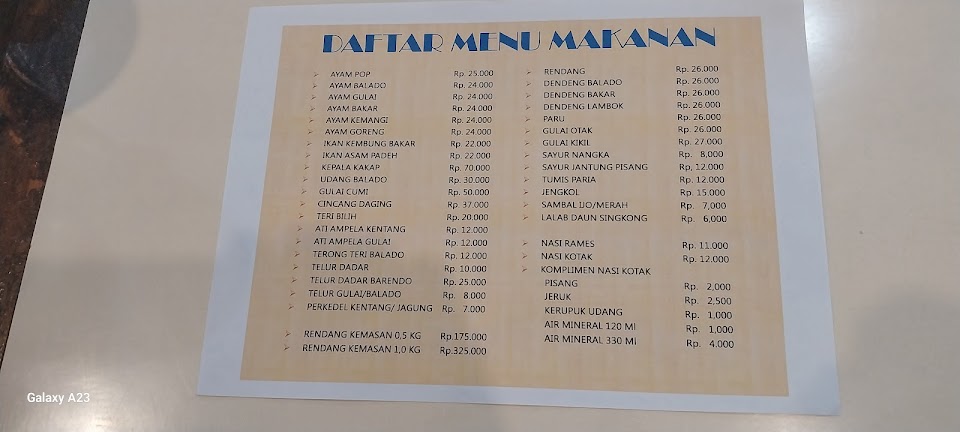 DAFTAR MENU MAKANAN
AYAM POP Rp. 25.000
AYAM BALADO Rp. 24.000
AYAM GULAI Rp. 24.000
AYAM BAKAR Rp. 24.000
AYAM KEMANGI Rp. 24.000
AYAM GORENG Rp. 24.000
IKAN KEMBUNG BAKAR Rp. 22.000
IKAN ASAM PADEH Rp. 22.000
KEPALA KAKAP Rp. 70.000
UDANG BALADO Rp. 30.000
GULAI CUMI Rp. 50.000
CINCANG DAGING Rp. 37.000
TERI BILIH Rp. 20.000
ATI AMPELA KENTANG Rp. 12.000
ATI AMPELA GULAI Rp. 12.000
TERONG TERI BALADO Rp. 12.000
TELUR DADAR Rp. 10.000
TELUR DADAR BARENDO Rp. 25.000
TELUR GULAI/BALADO Rp. 8.000
PERKEDEL KENTANG/ JAGUNG Rp. 7.000
RENDANG KEMASAN 0,5 KG Rp.175.000
RENDANG KEMASAN 1,0 KG Rp.325.000
RENDANG Rp. 26.000
DENDENG BALADO Rp. 26.000
DENDENG BAKAR Rp. 26.000
DENDENG LAMBOK Rp. 26.000
PARU Rp. 26.000
GULAI OTAK Rp. 26.000
GULAI KIKIL Rp. 27.000
SAYUR NANGKA Rp. 8,000
SAYUR JANTUNG PISANG Rp, 12.000
TUMIS PARIA Rp. 12.000
JENGKOL Rp. 15.000
SAMBAL IJO/MERAH Rp. 7,000
LALAB DAUN SINGKONG Rp. 6,000
NASI RAMES Rp. 11.000
NASI KOTAK Rp. 12.000
KOMPLIMEN NASI KOTAK
PISANG Rp. 2,000
JERUK Rp. 2,500
KERUPUK UDANG Rp. 1.000
AIR MINERAL 120 Ml Rp. 1,000
AIR MINERAL 330 Ml Rp. 4.000
Galaxy A23